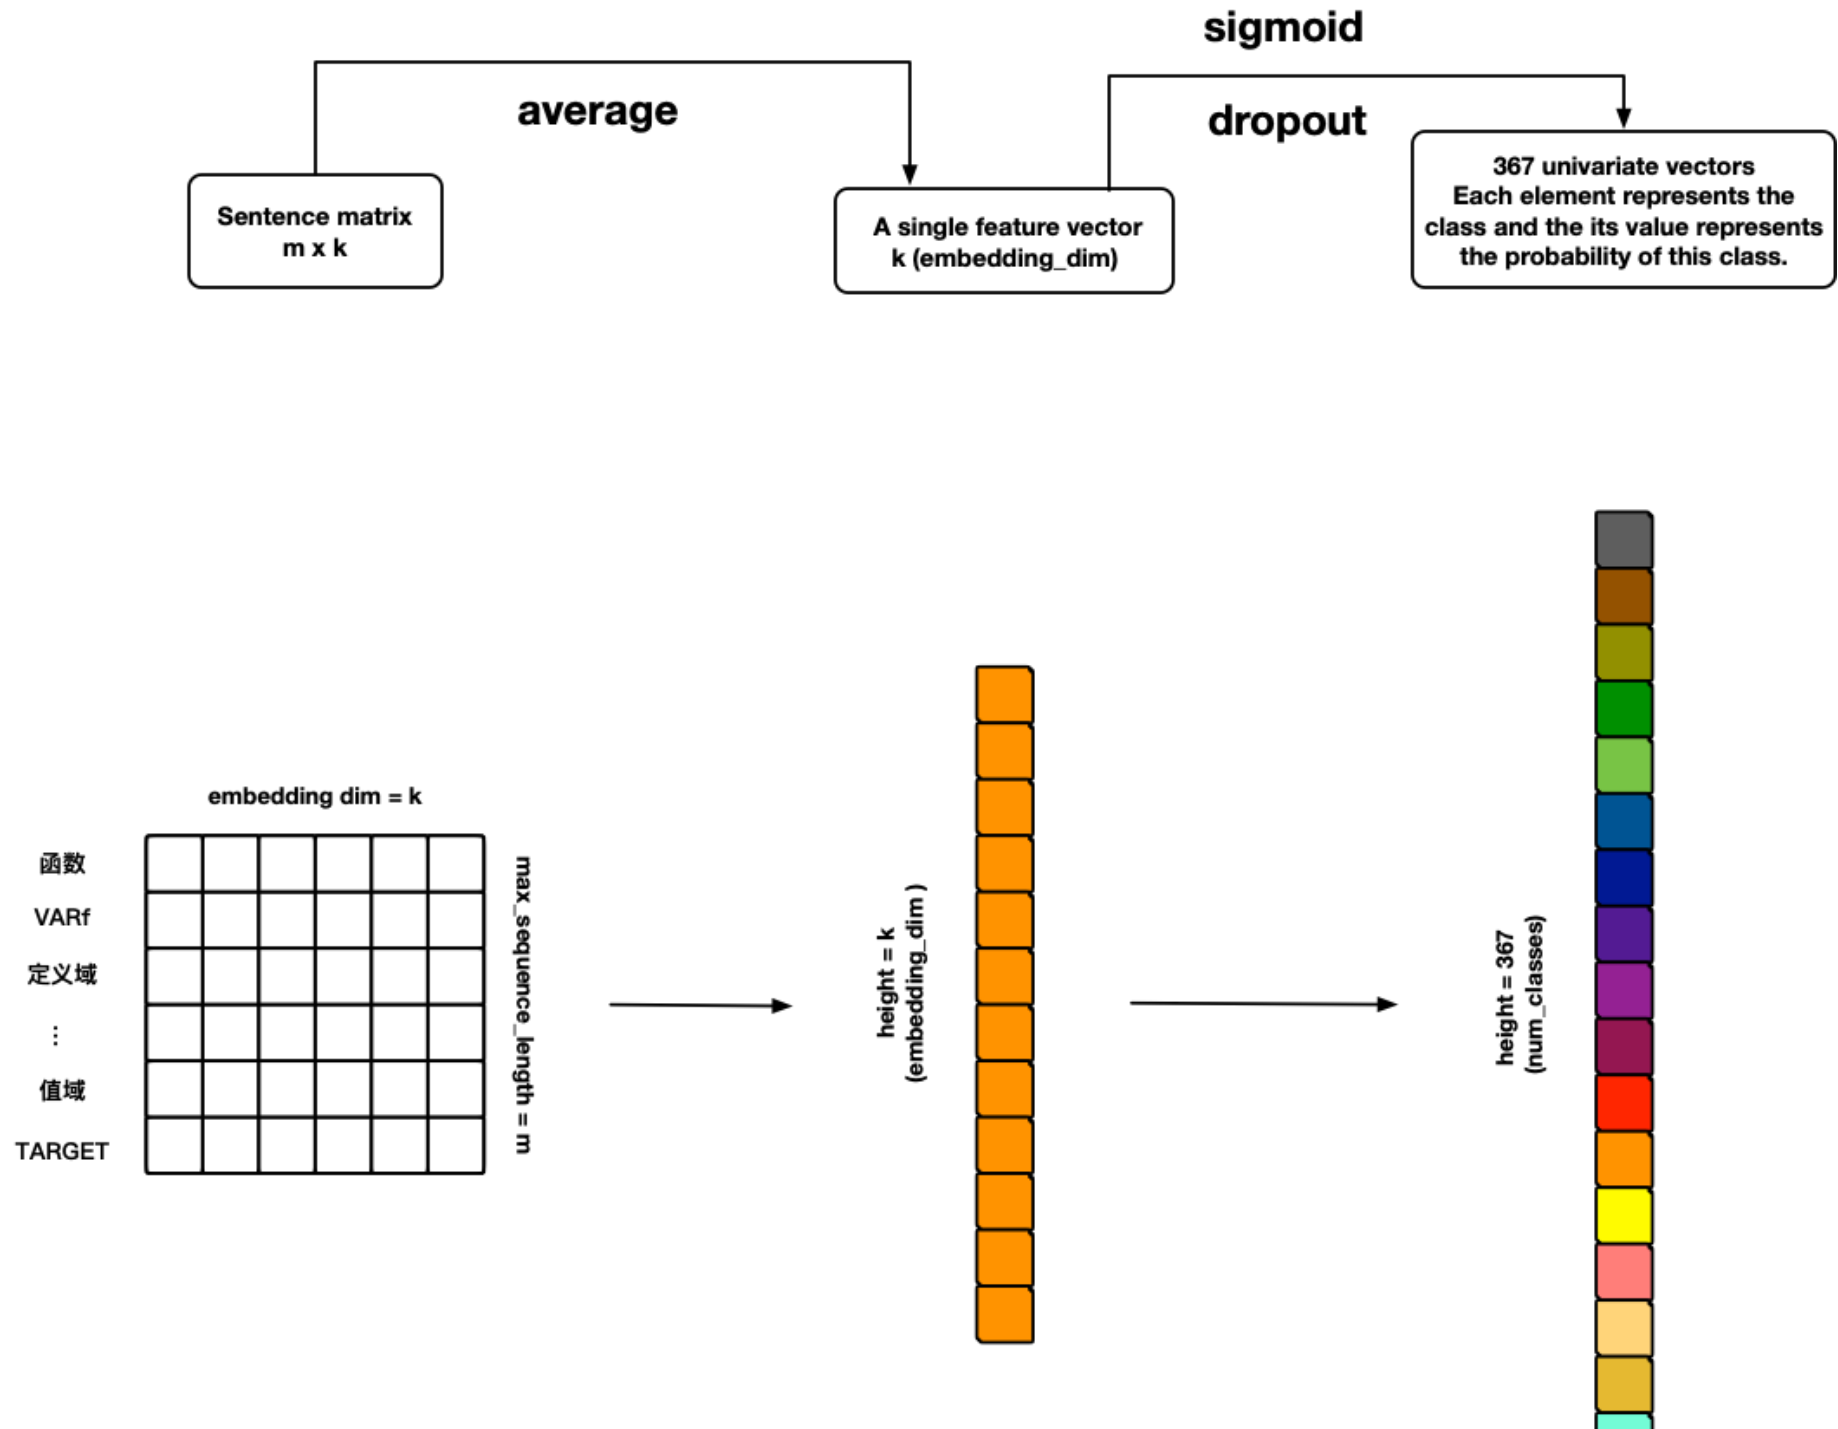 sigmoid
average
dropout
Sentence matrix
m x k
A single feature vector
k (embedding_dim)
367 univariate vectors
Each element represents the
class and the its value represents
the probability of this class.
embedding dim = k
函数
VARf
定义域
...
值域
TARGET
max_sequence_length = m
height = k
(embedding_dim )
height = 367
(num_classes)